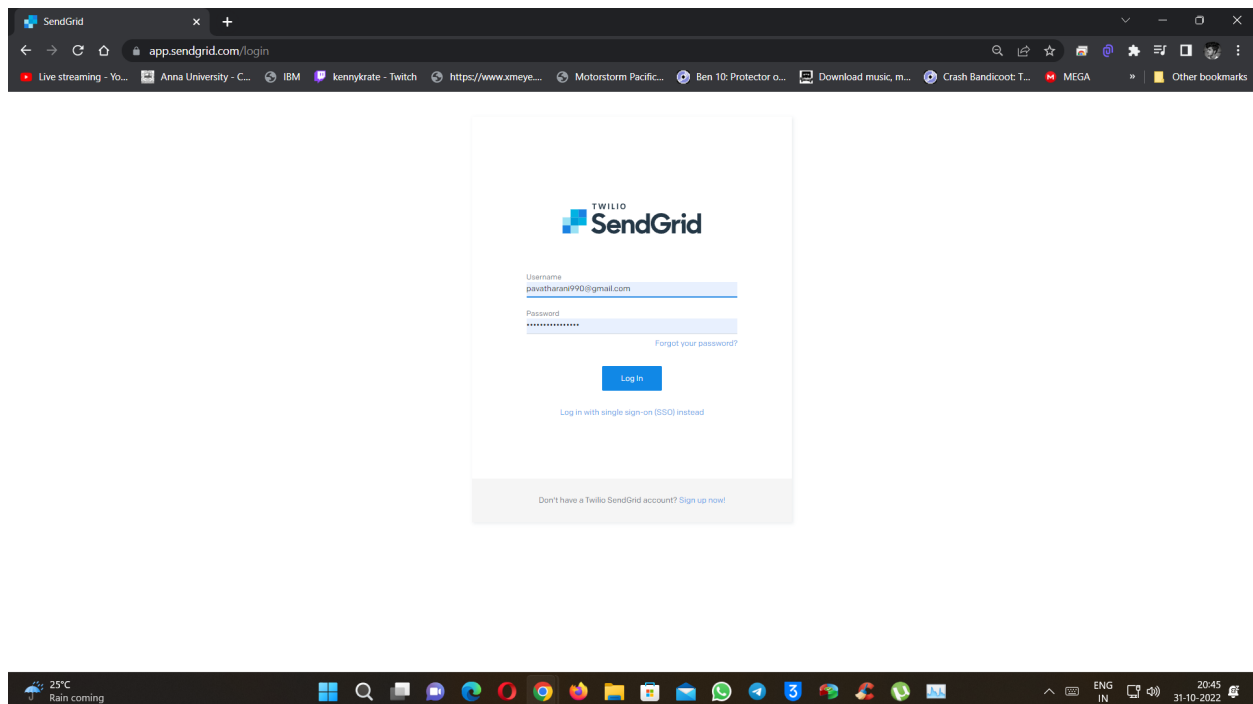 SendGrid
app.sendgrid.com/login
Live streaming - Yo...
Anna University - C...
IBM
kennykrate - Twitch
https://www.xmeye....
Motorstorm Pacific...
Ben 10: Protector o...
Download music, m...
Crash Bandicoot: T...
MEGA
»
Other bookmarks
TWILIO
SendGrid
Username
pavatharani990@gmail.com
Password
•••••••••••••••
Forgot your password?
Log In
Log in with single sign-on (SSO) instead
Don't have a Twilio SendGrid account? Sign up now!
25°C
Rain coming
3
ENG
IN
20:45
31-10-2022